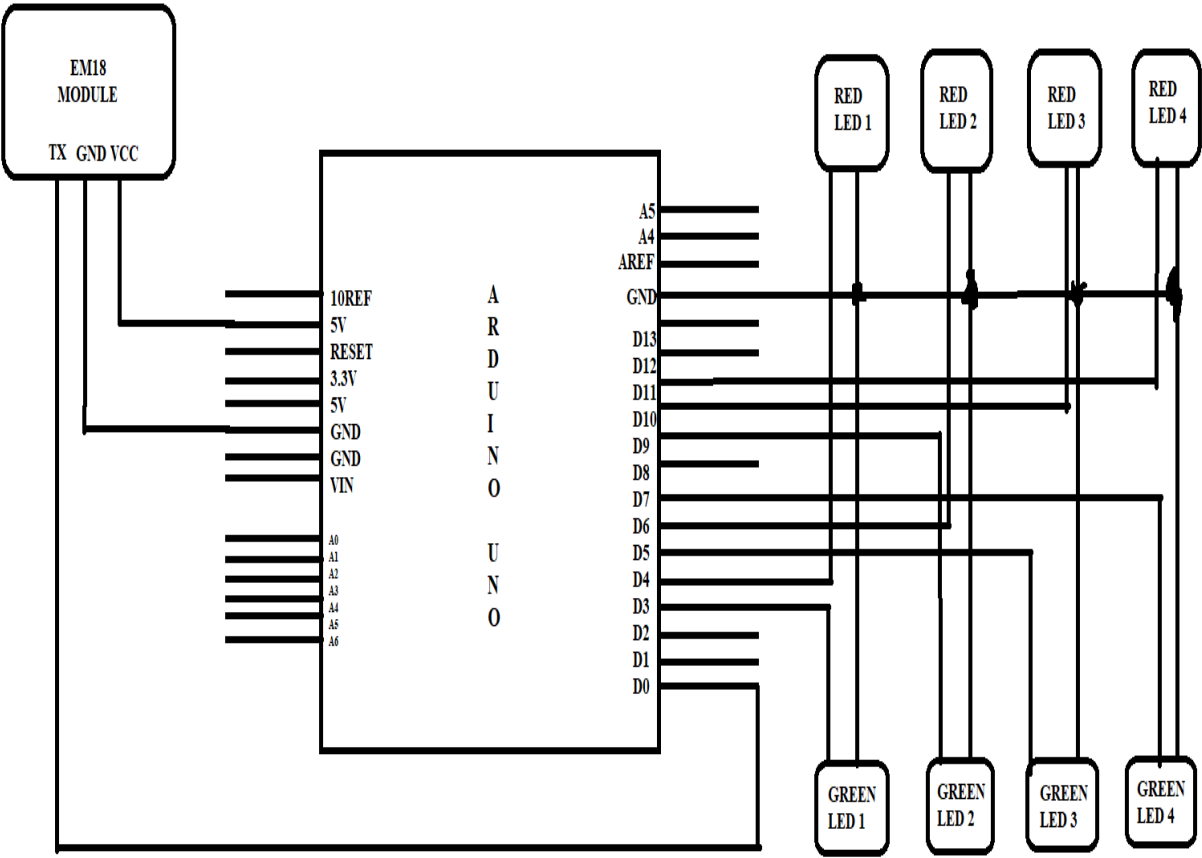 EM18
MODULE
TX GND VCC
RED
LED 1
RED
LED 2
RED
LED 3
RED
LED 4
10REF
5V
RESET
3.3V
5V
GND
GND
VIN
A0
A1
A2
A3
A4
A5
A6
A
R
D
U
I
N
O
U
N
O
A5
A4
AREF
GND
D13
D12
D11
D10
D9
D8
D7
D6
D5
D4
D3
D2
D1
D0
GREEN
LED 1
GREEN
LED 2
GREEN
LED 3
GREEN
LED 4